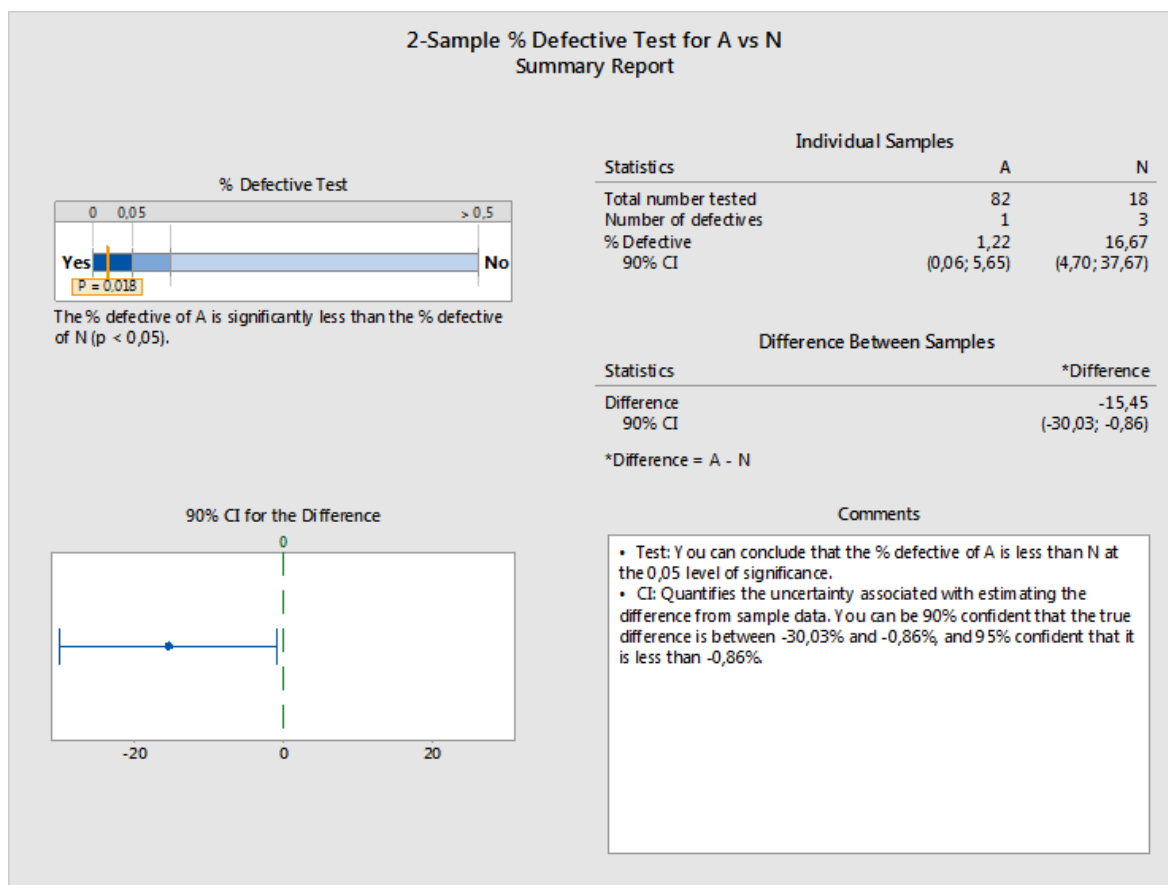 2-Sample % Defective Test for A vs N
Summary Report
% Defective Test
0 0,05 > 0,5
Yes No
P = 0,018
The % defective of A is significantly less than the % defective
of N (p < 0,05).
Individual Samples
Statistics A N
Total number tested 82 18
Number of defectives 1 3
% Defective 1,22 16,67
90% CI (0,06; 5,65) (4,70; 37,67)
Difference Between Samples
Statistics *Difference
Difference -15,45
90% CI (-30,03; -0,86)
*Difference = A - N
90% CI for the Difference
0
-20 0 20
Comments
• Test: You can conclude that the % defective of A is less than N at
the 0,05 level of significance.
• CI: Quantifies the uncertainty associated with estimating the
difference from sample data. You can be 90% confident that the true
difference is between -30,03% and -0,86%, and 95% confident that it
is less than -0,86%.